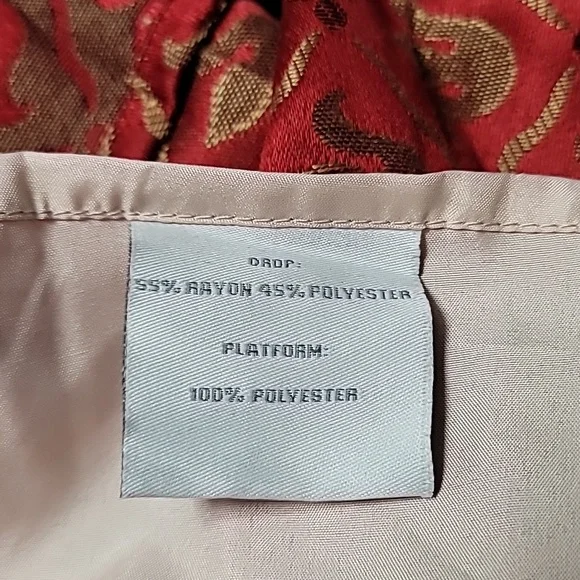 DROP:
55% RAYON 45% POLYESTER
PLATFORM:
100% POLYESTER